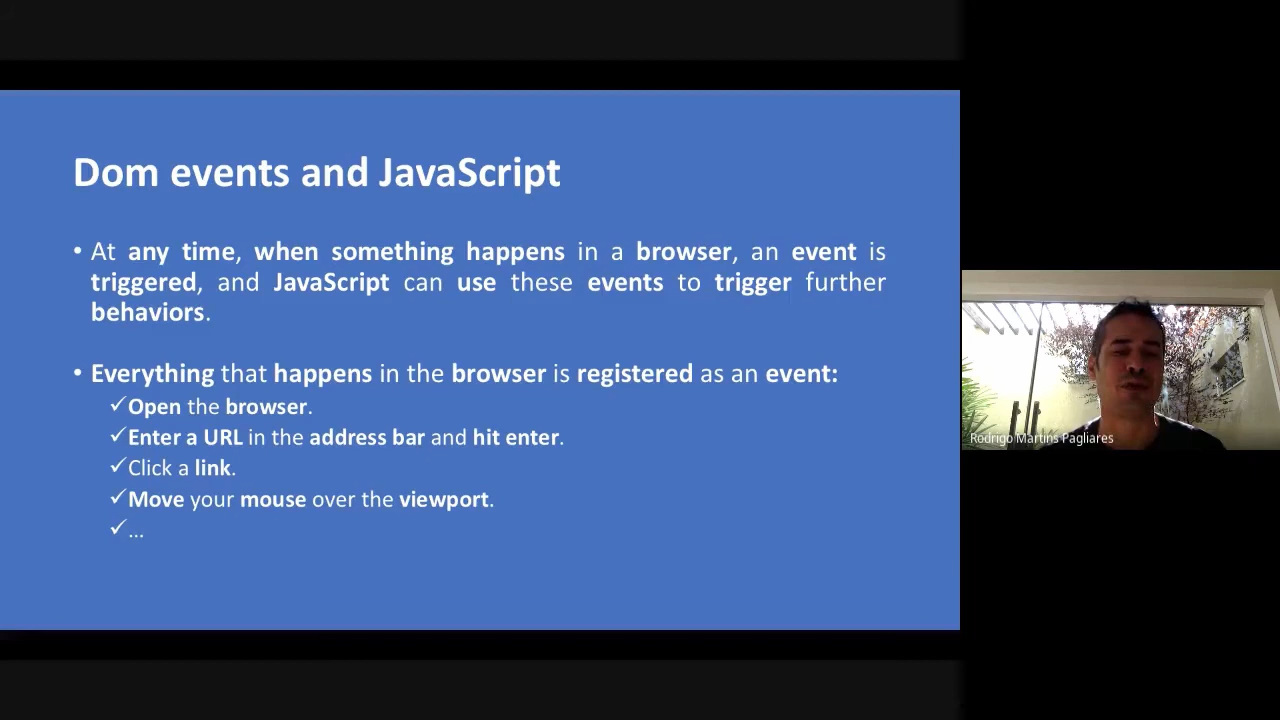 Dom events and JavaScript
• At any time, when something happens in a browser, an event is
triggered, and JavaScript can use these events to trigger further
behaviors.
• Everything that happens in the browser is registered as an event:
✓Open the browser.
✓Enter a URL in the address bar and hit enter.
✓Click a link.
✓Move your mouse over the viewport.
✓...
Rodrigo Martins Pagliares